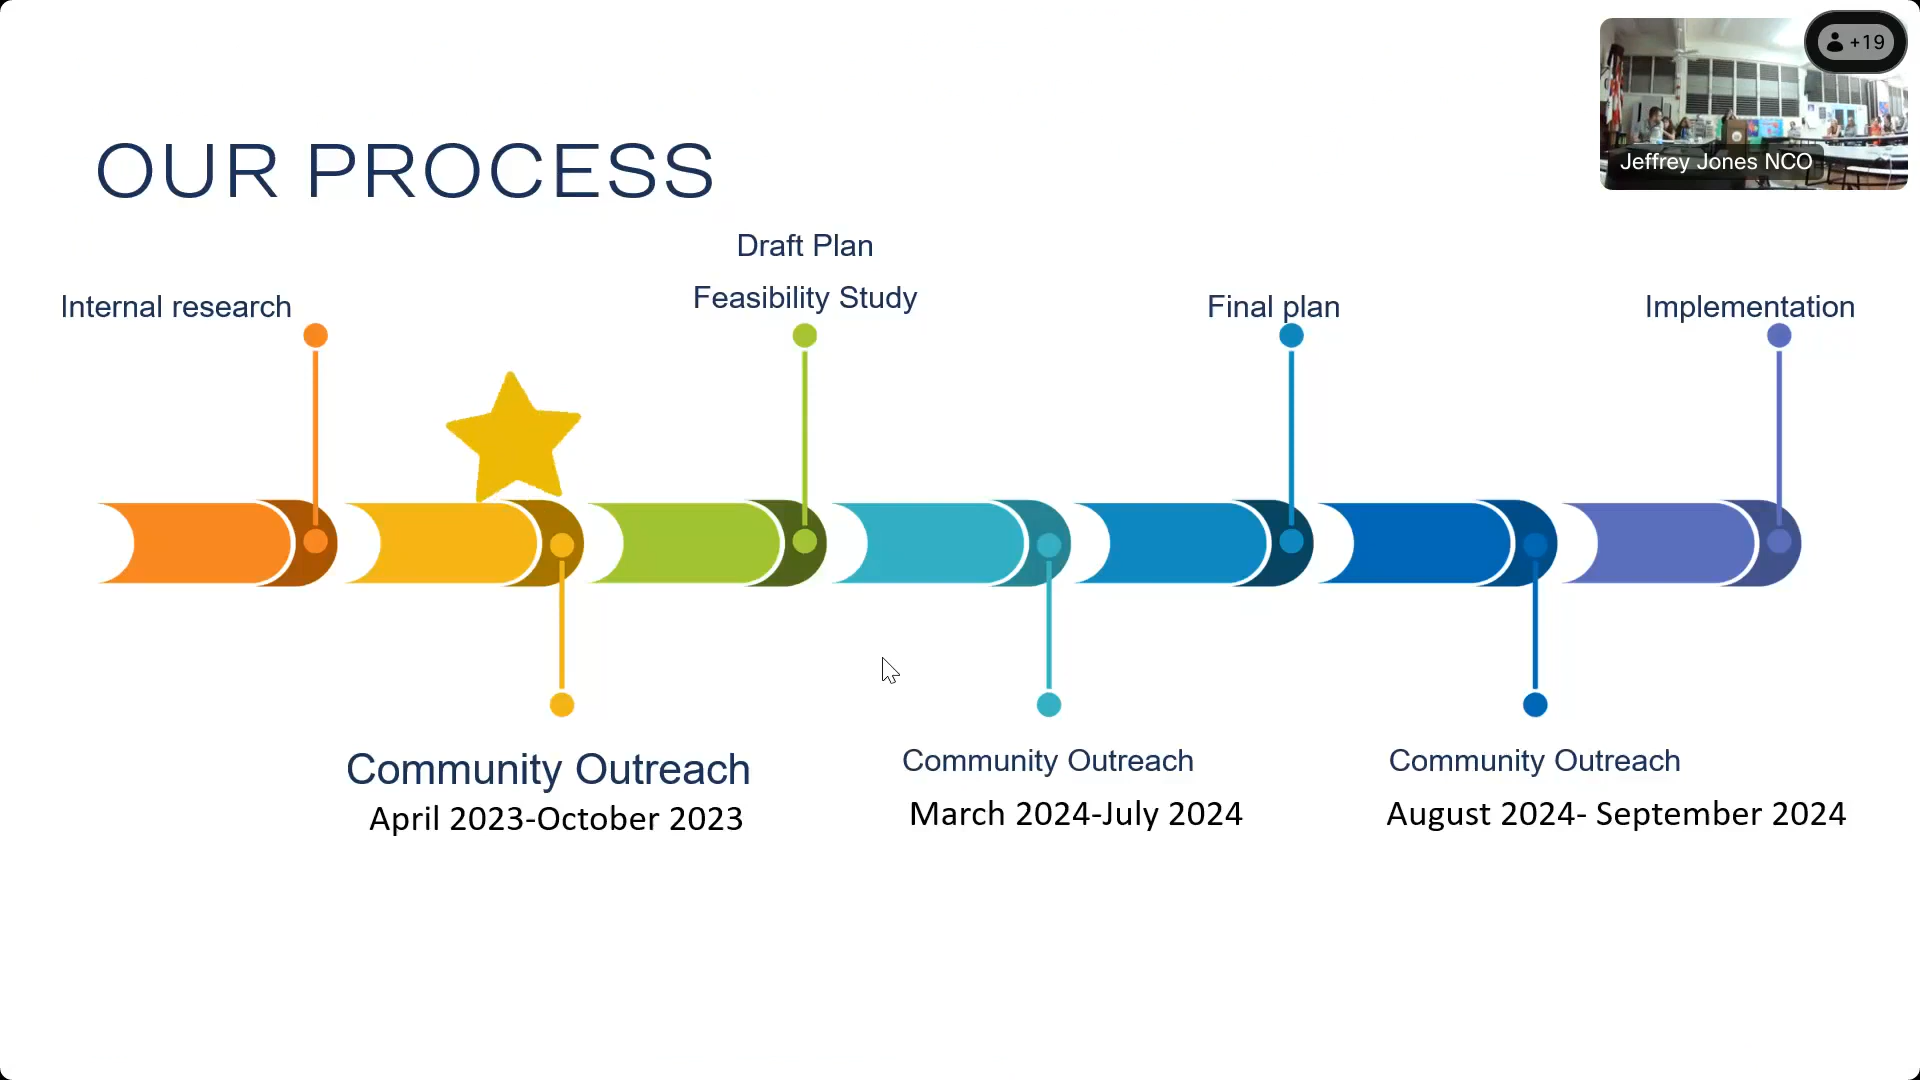 +19
Jeffrey Jones NCO
OUR PROCESS
Draft Plan
Feasibility Study
Internal research
Final plan
Implementation
Community Outreach
April 2023-October 2023
Community Outreach
March 2024-July 2024
Community Outreach
August 2024- September 2024